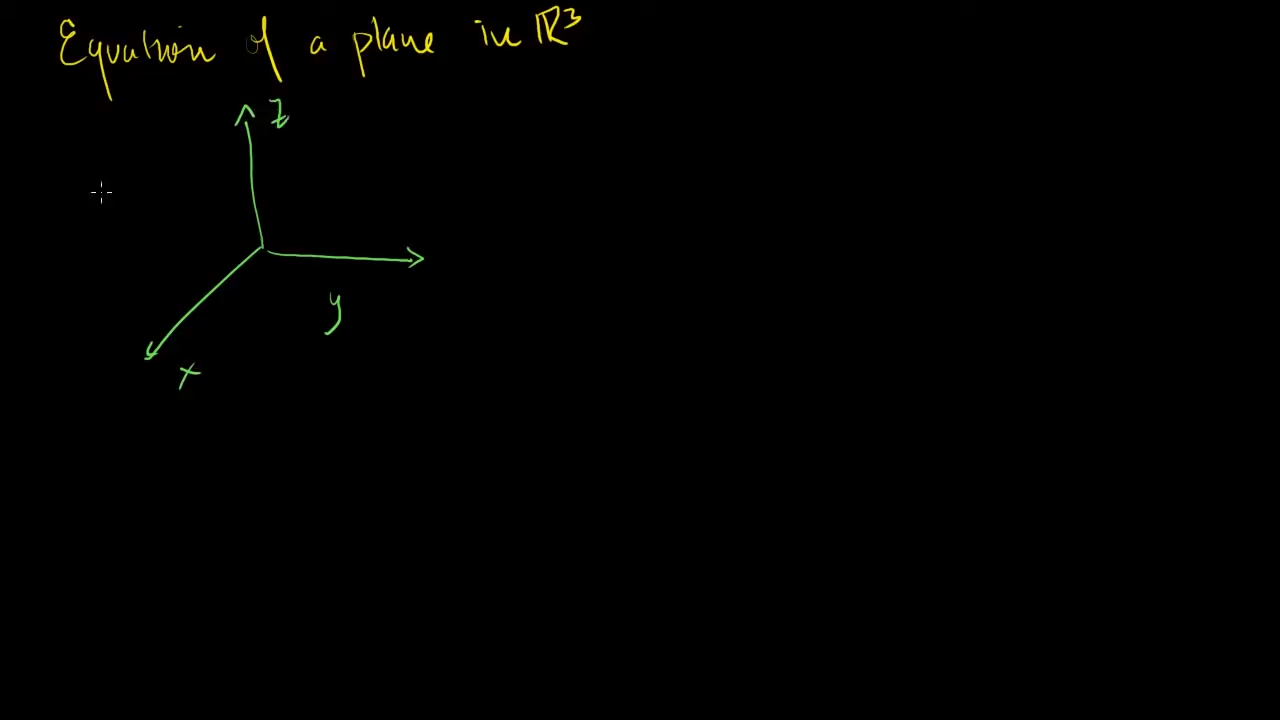 Equation of a plane in ℝ³
z
y
x